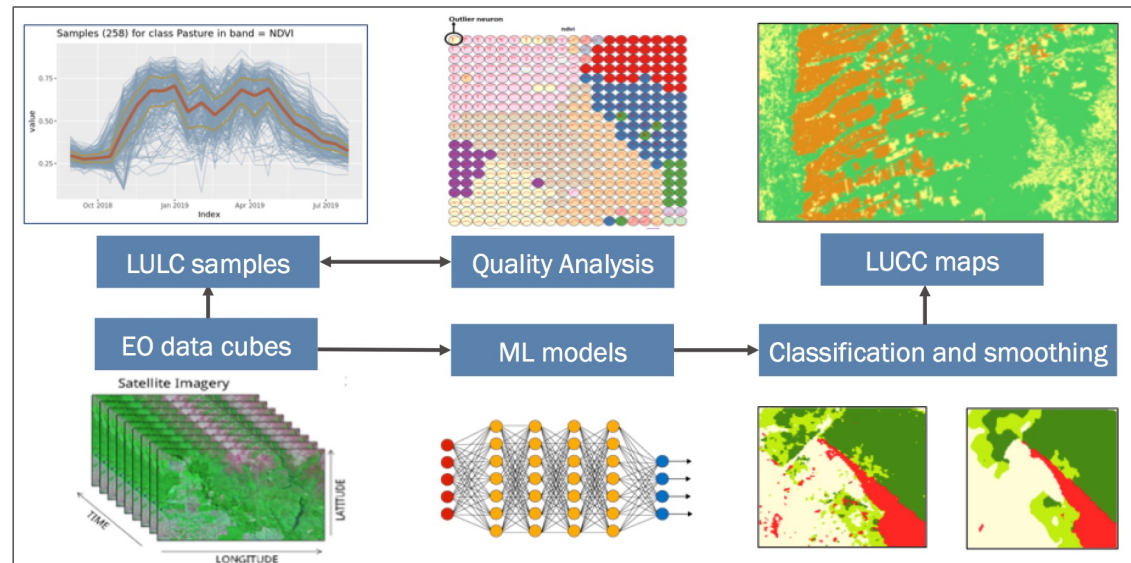 Samples (258) for class Pasture in band = NDVI
value
0.75
0.50
0.25
Oct 2018
Jan 2019
Apr 2019
Jul 2019
Index
Outlier neuron
ndvi
LULC samples
Quality Analysis
LUCC maps
EO data cubes
ML models
Classification and smoothing
Satellite Imagery
TIME
LATITUDE
LONGITUDE